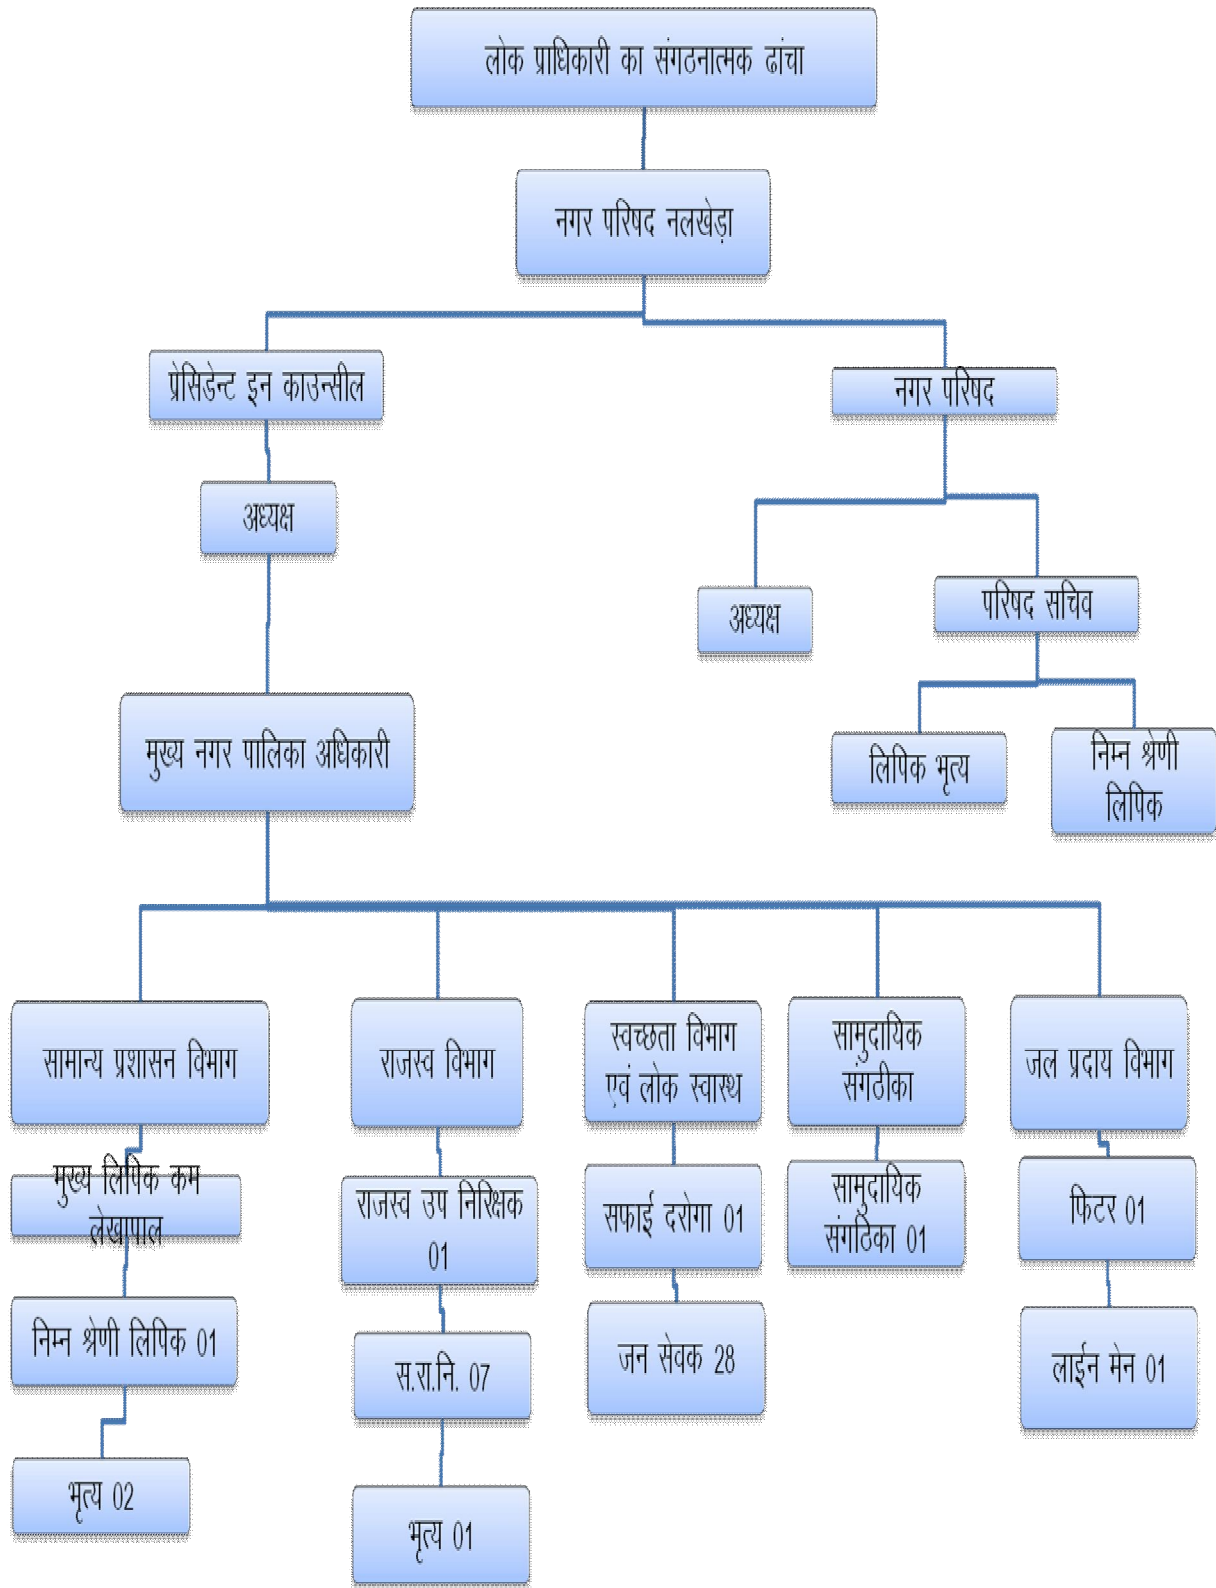 लोक प्राधिकारी का संगठनात्मक ढांचा
नगर परिषद नलखेड़ा
प्रेसिडेन्ट इन काउन्सील
नगर परिषद
अध्यक्ष
अध्यक्ष
परिषद सचिव
मुख्य नगर पालिका अधिकारी
लिपिक भृत्य
निम्न श्रेणी
लिपिक
सामान्य प्रशासन विभाग
राजस्व विभाग
स्वच्छता विभाग
एवं लोक स्वास्थ
सामुदायिक
संगठीका
जल प्रदाय विभाग
मुख्य लिपिक कम
लेखापाल
राजस्व उप निरिक्षक
01
सफाई दरोगा 01
सामुदायिक
संगठिका 01
फिटर 01
निम्न श्रेणी लिपिक 01
स.रा.नि. 07
जन सेवक 28
लाईन मेन 01
भृत्य 02
भृत्य 01